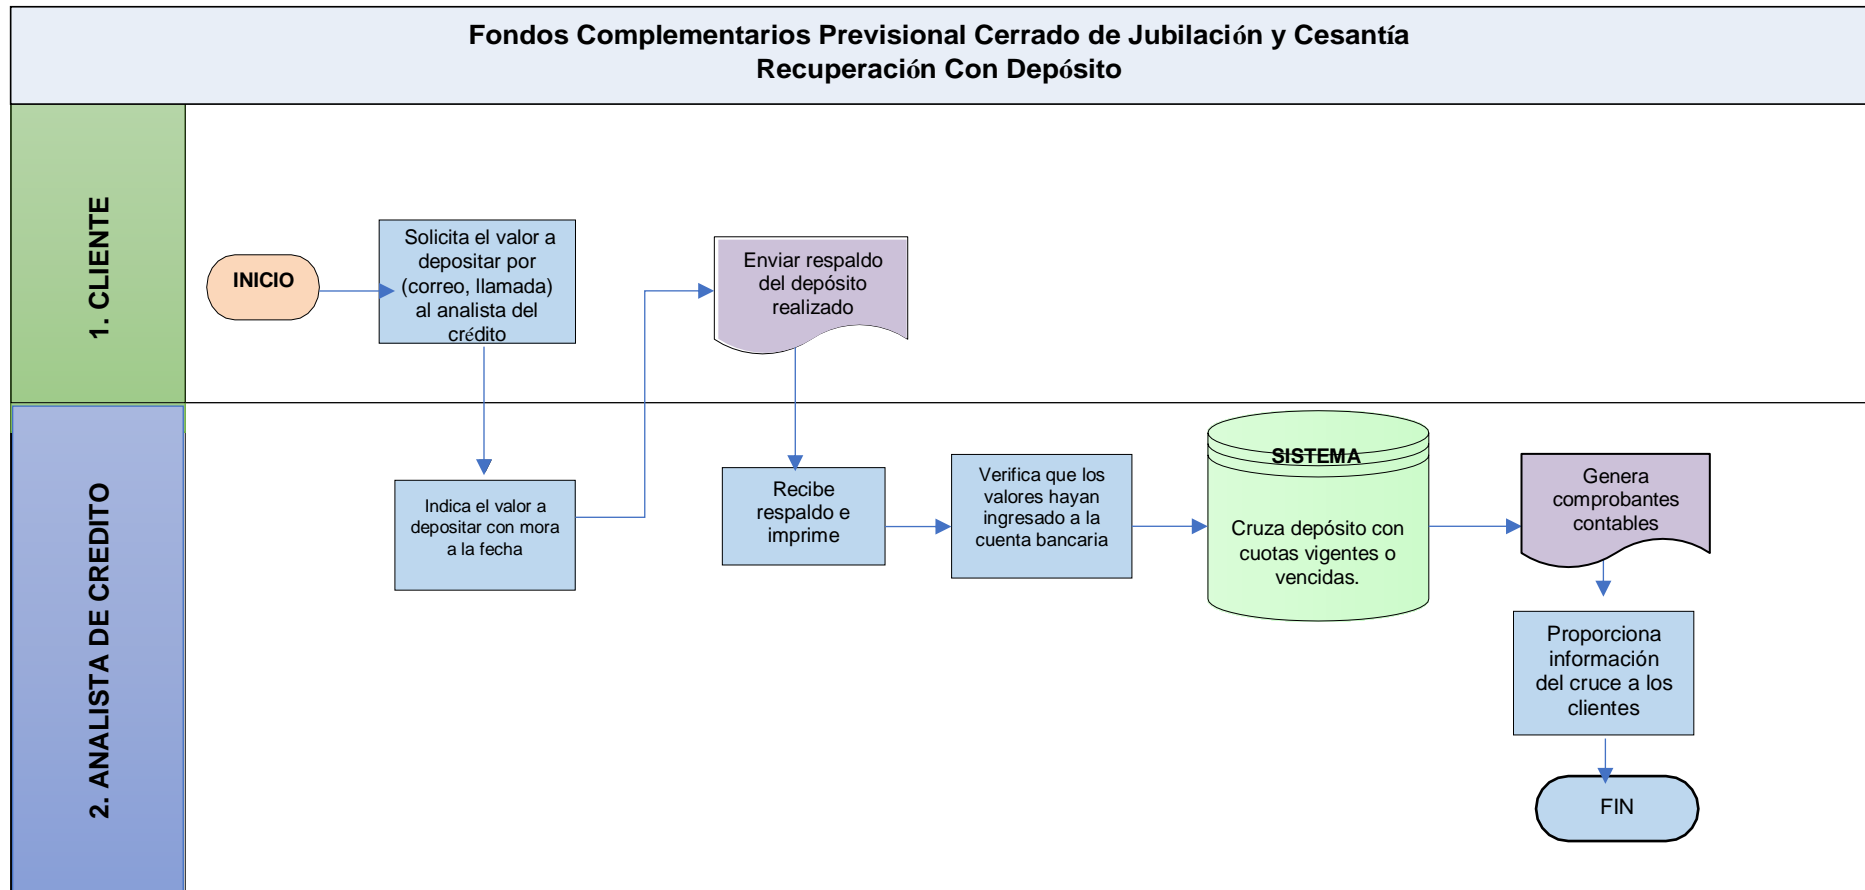 Fondos Complementarios Previsional Cerrado de Jubilación y Cesantía
Recuperación Con Depósito
1. CLIENTE
INICIO
Solicita el valor a
depositar por
(correo, llamada)
al analista del
crédito
Enviar respaldo
del depósito
realizado
2. ANALISTA DE CREDITO
Indica el valor a
depositar con mora
a la fecha
Recibe
respaldo e
imprime
Verifica que los
valores hayan
ingresado a la
cuenta bancaria
SISTEMA
Cruza depósito con
cuotas vigentes o
vencidas.
Genera
comprobantes
contables
Proporciona
información
del cruce a los
clientes
FIN